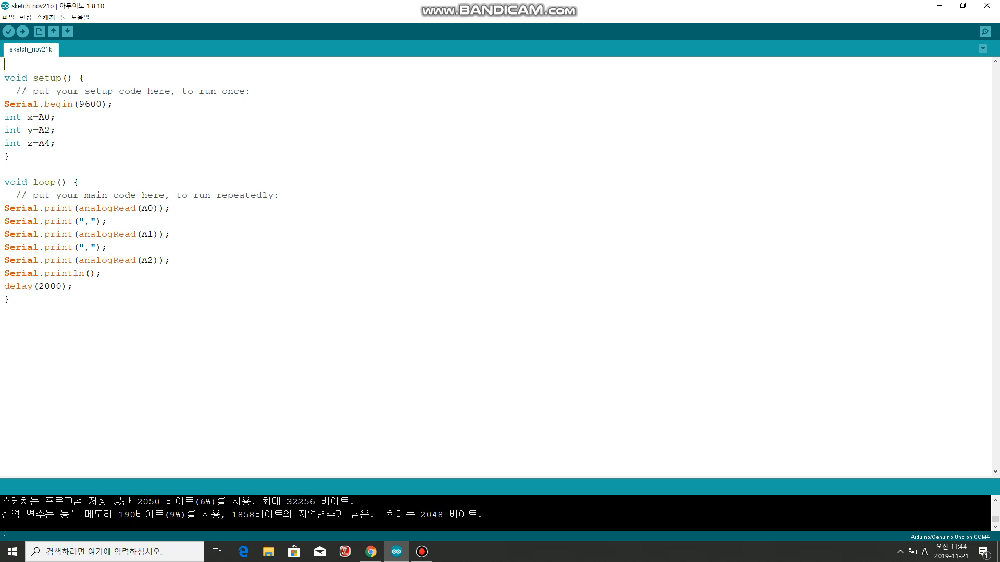 sketch_nov21b | 아두이노 1.8.10
www.BANDICAM.com
파일 편집 스케치 툴 도움말
sketch_nov21b
void setup() {
  // put your setup code here, to run once:
Serial.begin(9600);
int x=A0;
int y=A2;
int z=A4;
}
void loop() {
  // put your main code here, to run repeatedly:
Serial.print(analogRead(A0));
Serial.print(",");
Serial.print(analogRead(A1));
Serial.print(",");
Serial.print(analogRead(A2));
Serial.println();
delay(2000);
}
스케치는 프로그램 저장 공간 2050 바이트(6%)를 사용. 최대 32256 바이트.
전역 변수는 동적 메모리 190바이트(9%)를 사용, 1858바이트의 지역변수가 남음.  최대는 2048 바이트.
1
Arduino/Genuino Uno on COM4
검색하려면 여기에 입력하십시오.
A
오전 11:44
2019-11-21
1